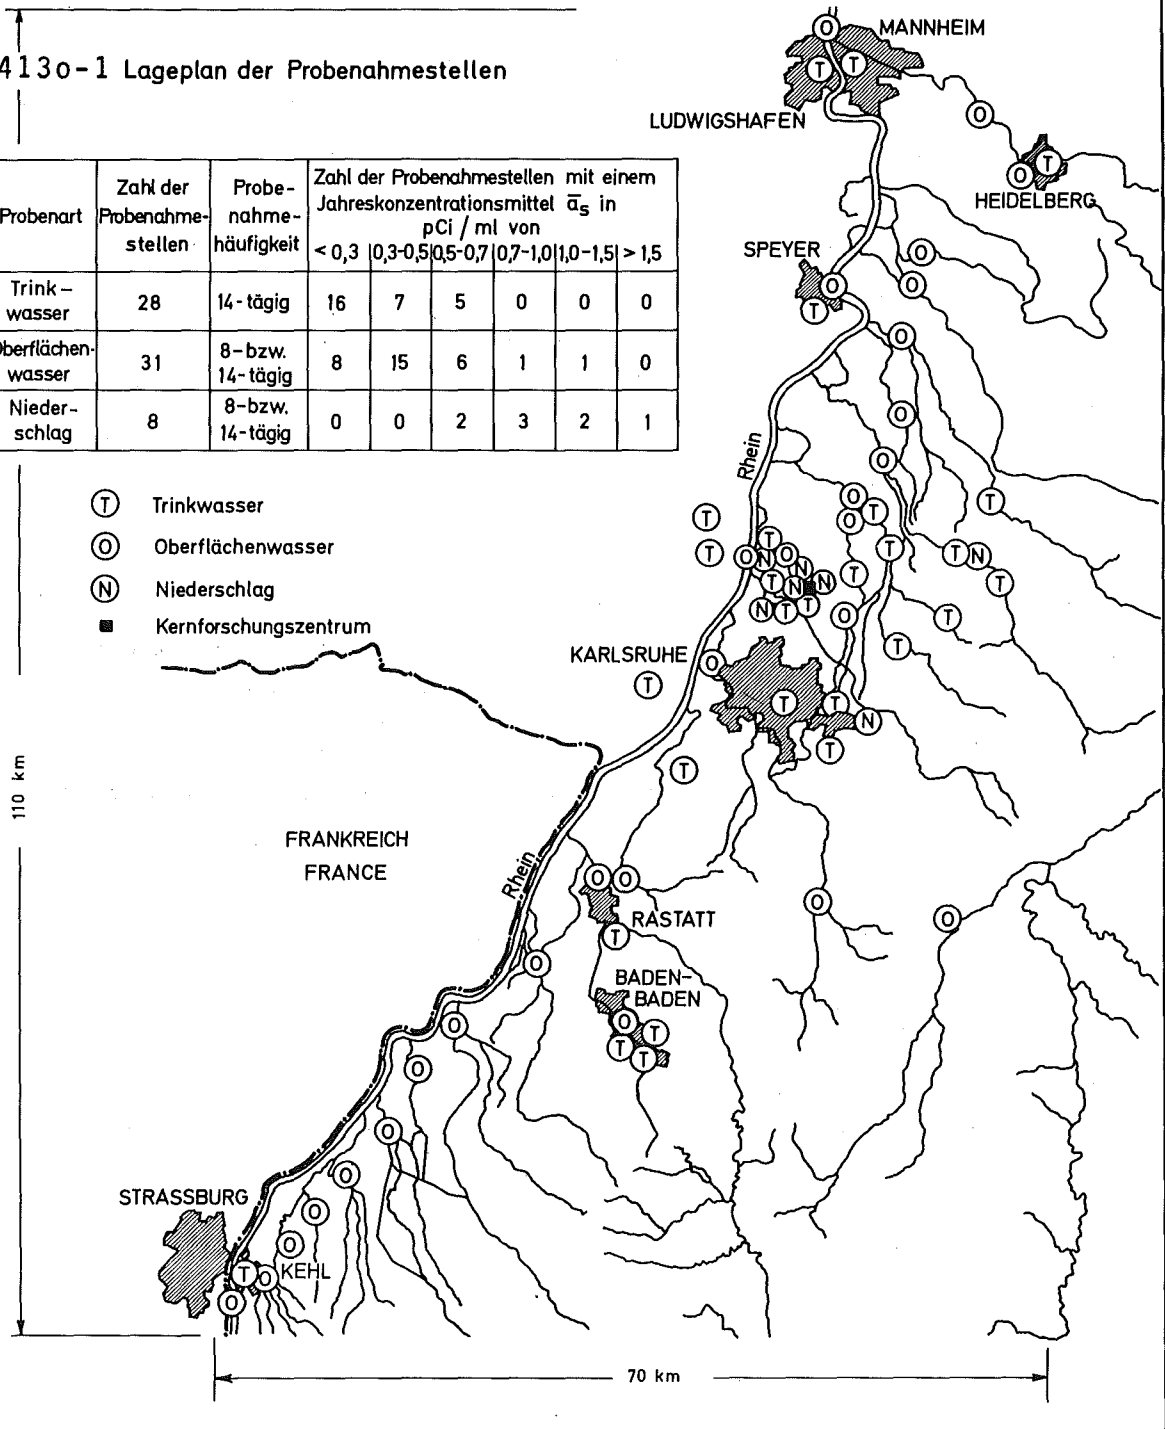 413o-1 Lageplan der Probenahmestellen
Probenart
Zahl der
Probenahme-
stellen
Probe-
nahme-
häufigkeit
Zahl der Probenahmestellen mit einem
Jahreskonzentrationsmittel a̅s in
pCi / ml von
< 0,3 0,3-0,5 0,5-0,7 0,7-1,0 1,0-1,5 > 1,5
Trink-
wasser
28
14-tägig
16 7 5 0 0 0
Oberflächen-
wasser
31
8-bzw.
14-tägig
8 15 6 1 1 0
Nieder-
schlag
8
8-bzw.
14-tägig
0 0 2 3 2 1
T Trinkwasser
O Oberflächenwasser
N Niederschlag
Kernforschungszentrum
MANNHEIM
LUDWIGSHAFEN
HEIDELBERG
SPEYER
Rhein
KARLSRUHE
FRANKREICH
FRANCE
Rhein
RASTATT
BADEN-
BADEN
STRASSBURG
KEHL
110 km
70 km